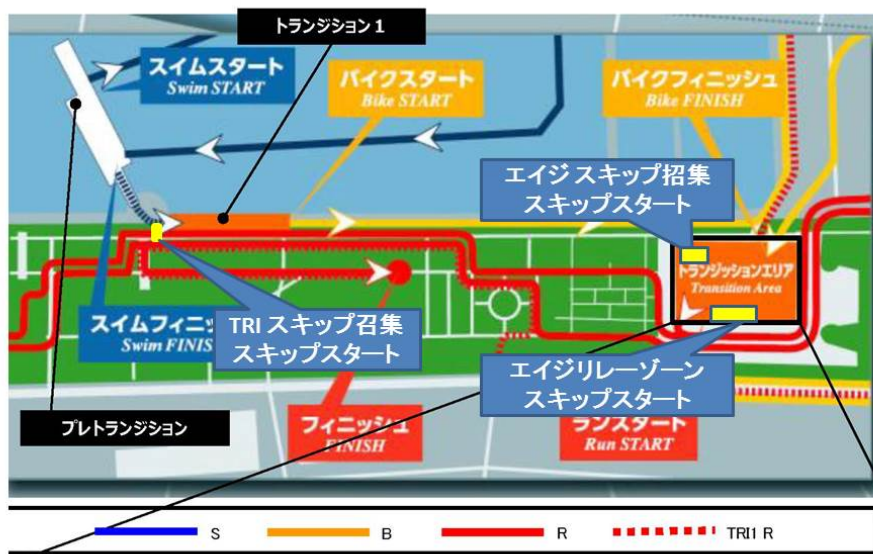 トランジション 1
スイムスタート
Swim START
バイクスタート
Bike START
バイクフィニッシュ
Bike FINISH
エイジ スキップ招集
スキップスタート
トランジッションエリア
Transition Area
スイムフィニッ
Swim FINIS
TRI スキップ召集
スキップスタート
エイジリレーゾーン
スキップスタート
プレトランジション
フィニッシュ
FINISH
ランスタート
Run START
S
B
R
TRI1 R